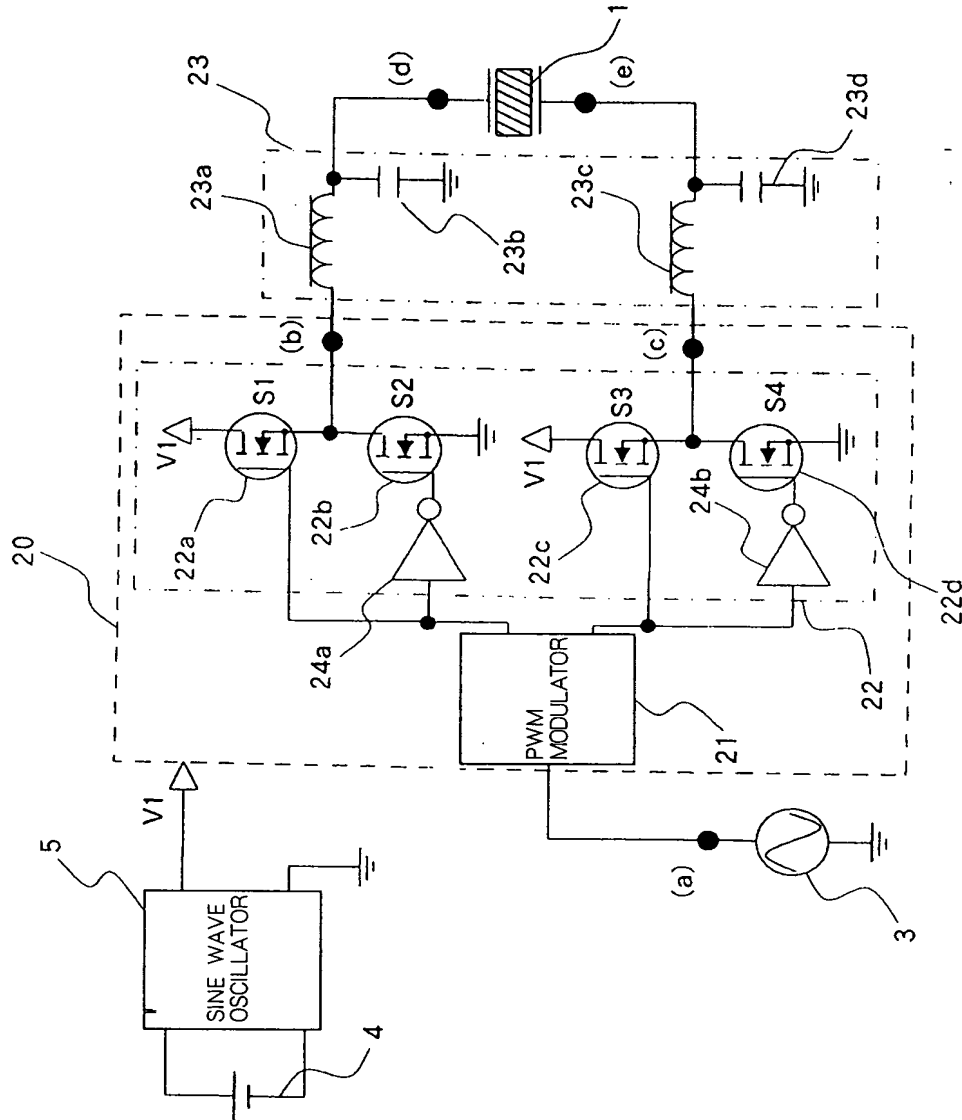 5
SINE WAVE
OSCILLATOR
4
V1
20
22a
V1
S1
22b
S2
24a
(b)
23
23a
23b
(d)
1
(e)
PWM
MODULATOR
21
(a)
3
V1
S3
22c
24b
S4
22
22d
(c)
23c
23d